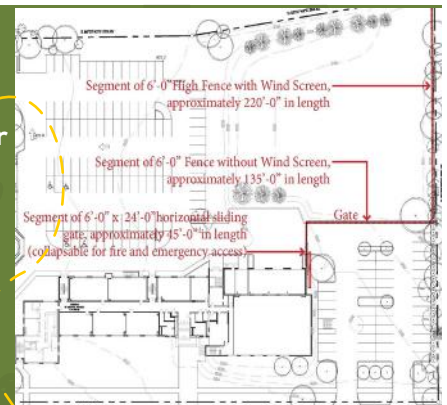 Segment of 6'-0" High Fence with Wind Screen,
approximately 220'-0" in length
r
Segment of 6'-0" Fence without Wind Screen,
approximately 135'-0" in length
Segment of 6'-0" x 24'-0" horizontal sliding
gate, approximately 45'-0" in length
(collapsable for fire and emergency access)
Gate